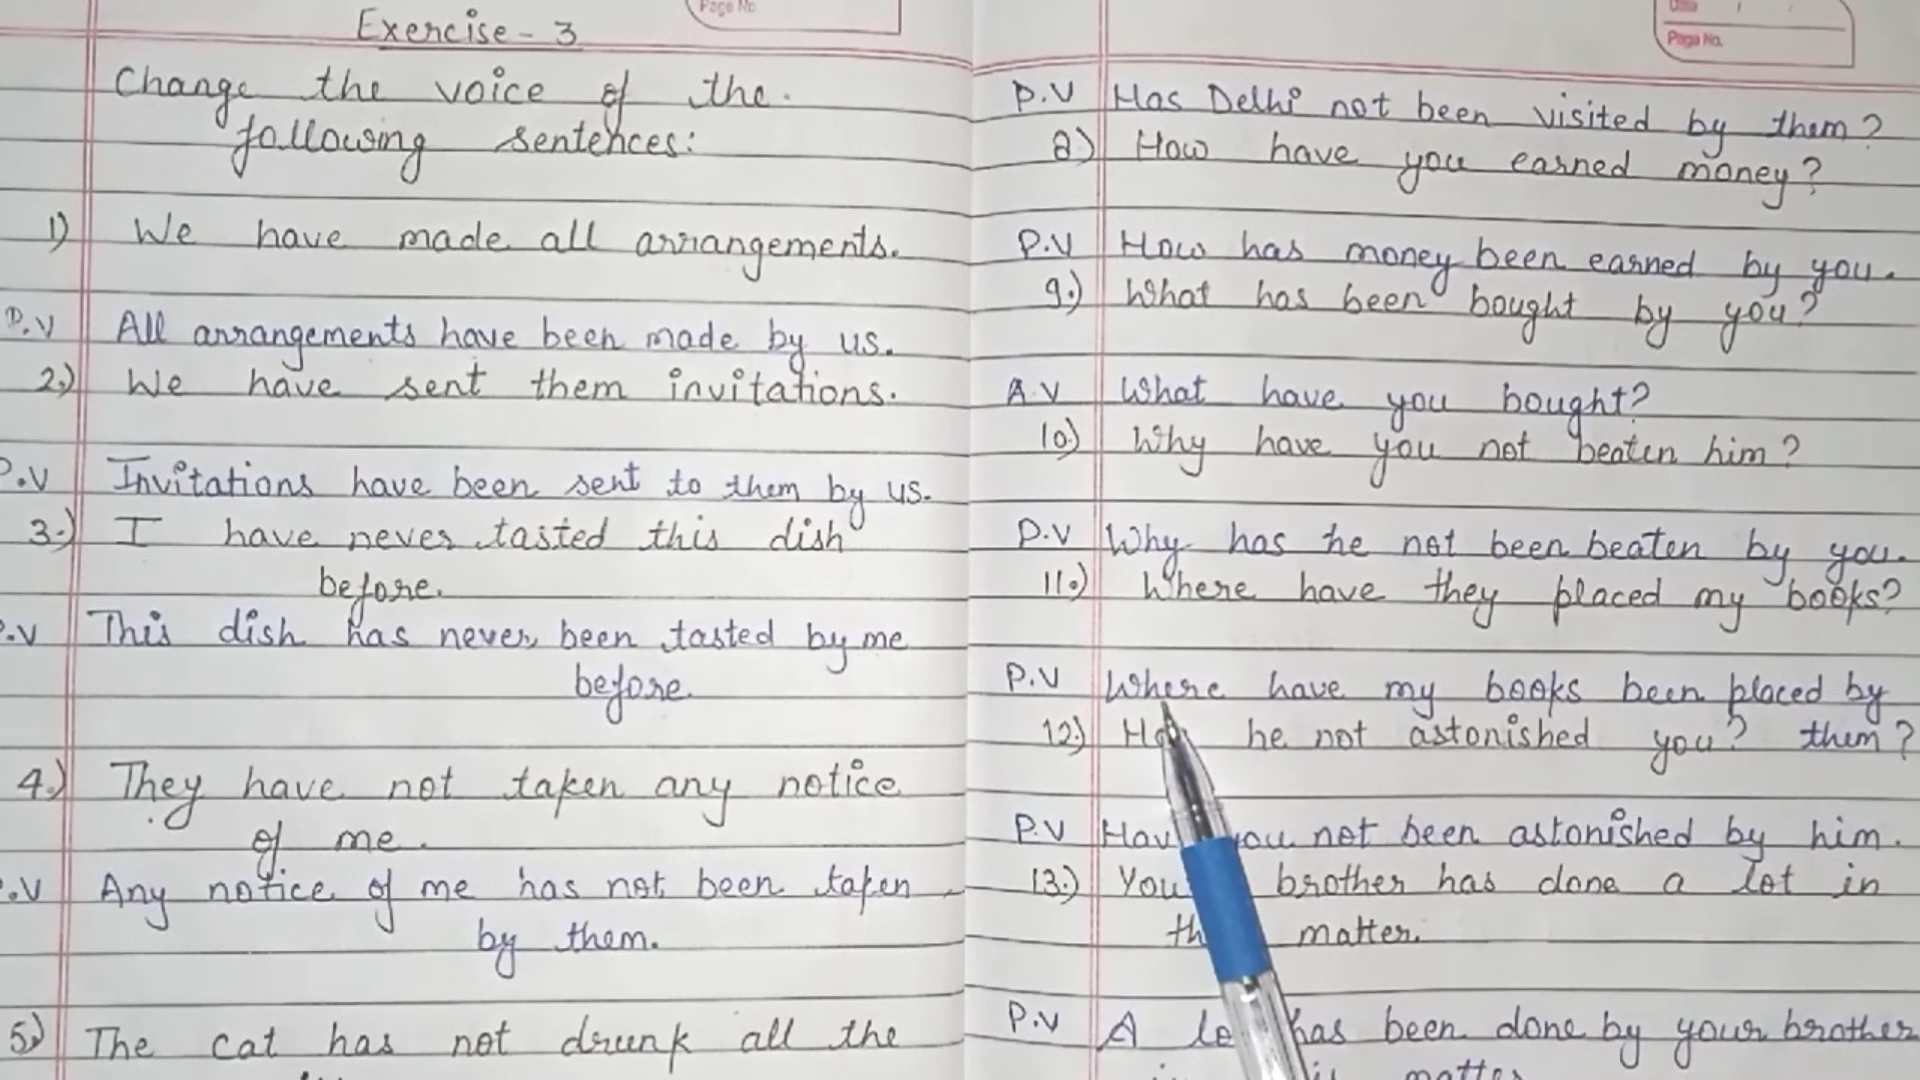 Page No.
Exercise - 3
Change the voice of the
following sentences:
1) We have made all arrangements.
P.V All arrangements have been made by us.
2.) We have sent them invitations.
P.V Invitations have been sent to them by us.
3.) I have never tasted this dish
before.
P.V This dish has never been tasted by me
before.
4.) They have not taken any notice
of me.
P.V Any notice of me has not been taken
by them.
5.) The cat has not drunk all the
Date
Page No.
P.V Has Delhi not been visited by them?
8.) How have you earned money?
P.V How has money been earned by you.
9.) What has been bought by you?
A.V What have you bought?
10.) Why have you not beaten him?
P.V Why has he not been beaten by you.
11.) Where have they placed my books?
P.V Where have my books been placed by
them?
12.) he not astonished you?
P.V you not been astonished by him.
13.) brother has done a lot in
matter.
P.V A has been done by your brother
matter